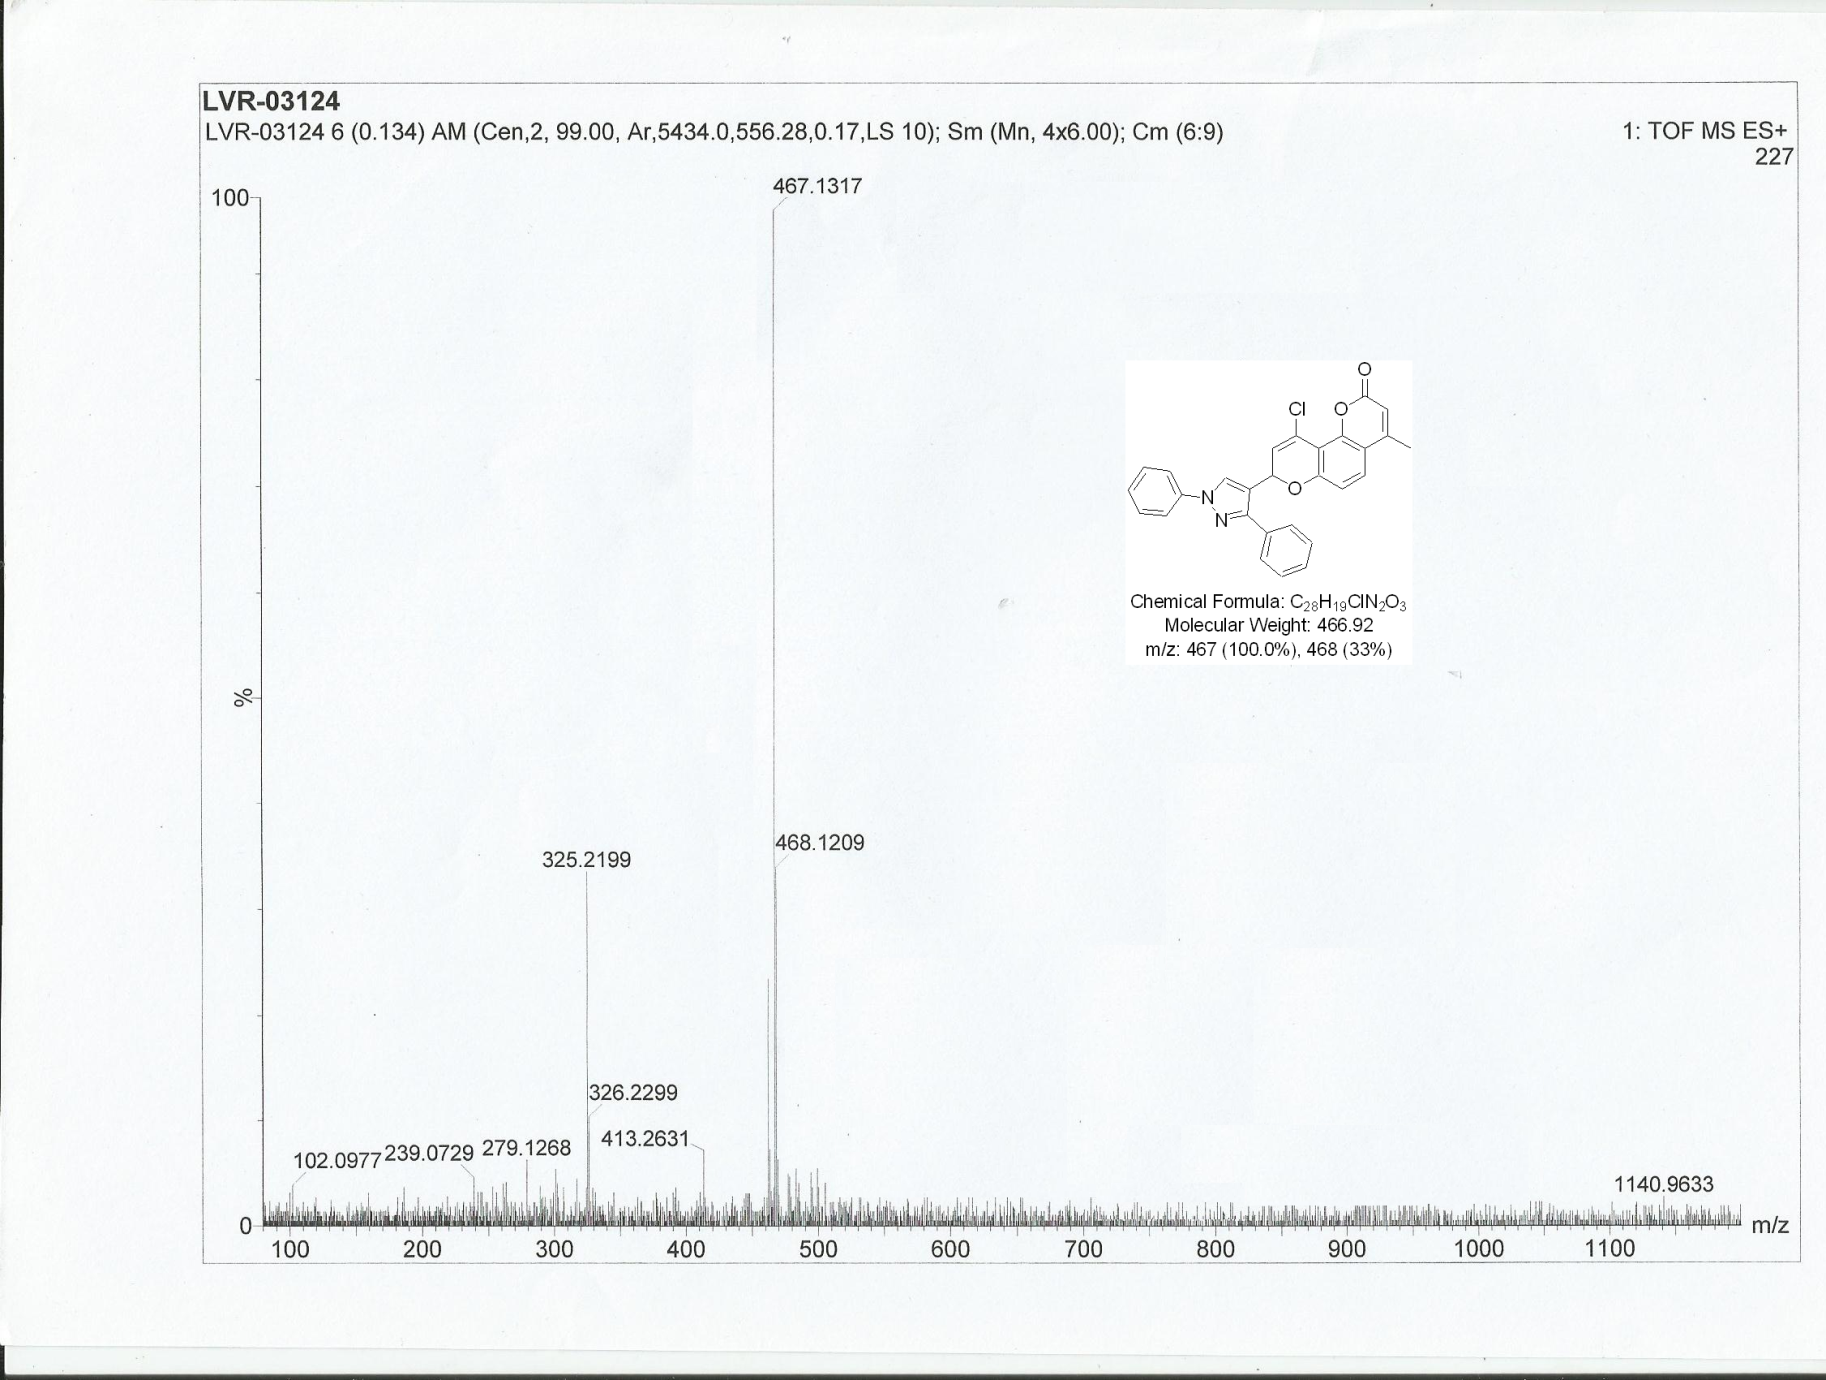 LVR-03124
LVR-03124 6 (0.134) AM (Cen,2, 99.00, Ar,5434.0,556.28,0.17,LS 10); Sm (Mn, 4x6.00); Cm (6:9)
1: TOF MS ES+
227
100
467.1317
O
Cl
O
O
N
N
Chemical Formula: C₂₈H₁₉ClN₂O₃
Molecular Weight: 466.92
m/z: 467 (100.0%), 468 (33%)
%
468.1209
325.2199
326.2299
413.2631
279.1268
239.0729
102.0977
1140.9633
0
m/z
100 200 300 400 500 600 700 800 900 1000 1100